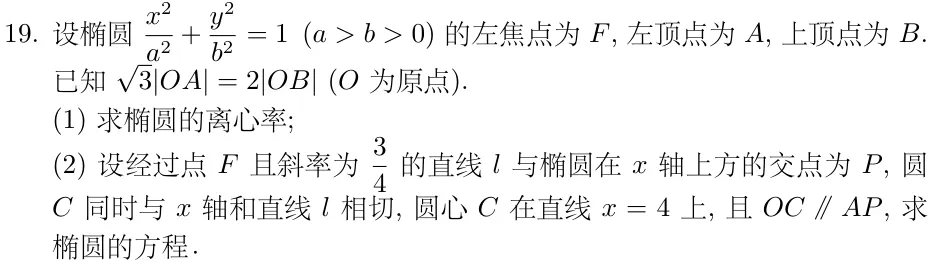 19. 设椭圆 $\frac{x^2}{a^2} + \frac{y^2}{b^2} = 1$ $(a > b > 0)$ 的左焦点为 $F$, 左顶点为 $A$, 上顶点为 $B$.
已知 $\sqrt{3}|OA| = 2|OB|$ ($O$ 为原点).
(1) 求椭圆的离心率;
(2) 设经过点 $F$ 且斜率为 $\frac{3}{4}$ 的直线 $l$ 与椭圆在 $x$ 轴上方的交点为 $P$, 圆
$C$ 同时与 $x$ 轴和直线 $l$ 相切, 圆心 $C$ 在直线 $x = 4$ 上, 且 $OC \parallel AP$, 求
椭圆的方程.